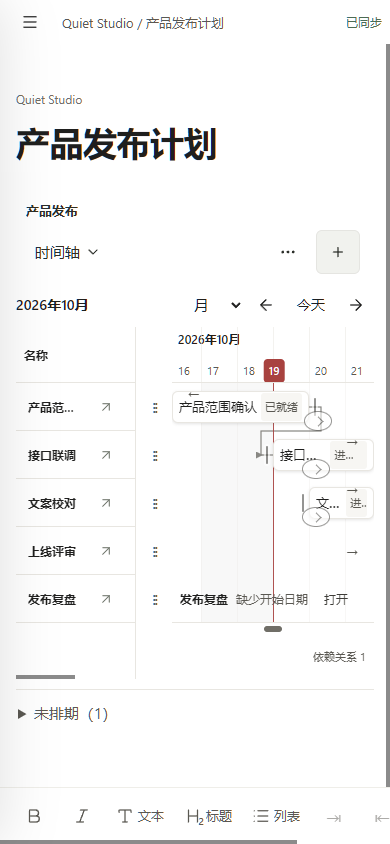 Quiet Studio / 产品发布计划
已同步
Quiet Studio
产品发布计划
产品发布
时间轴
2026年10月
月
今天
名称
2026年10月
16 17 18 19 20 21
产品范...
产品范围确认 已就绪
接口联调
接口... 进...
文案校对
文... 进..
上线评审
发布复盘
发布复盘 缺少开始日期 打开
依赖关系 1
未排期（1）
B I T 文本 H2 标题 列表